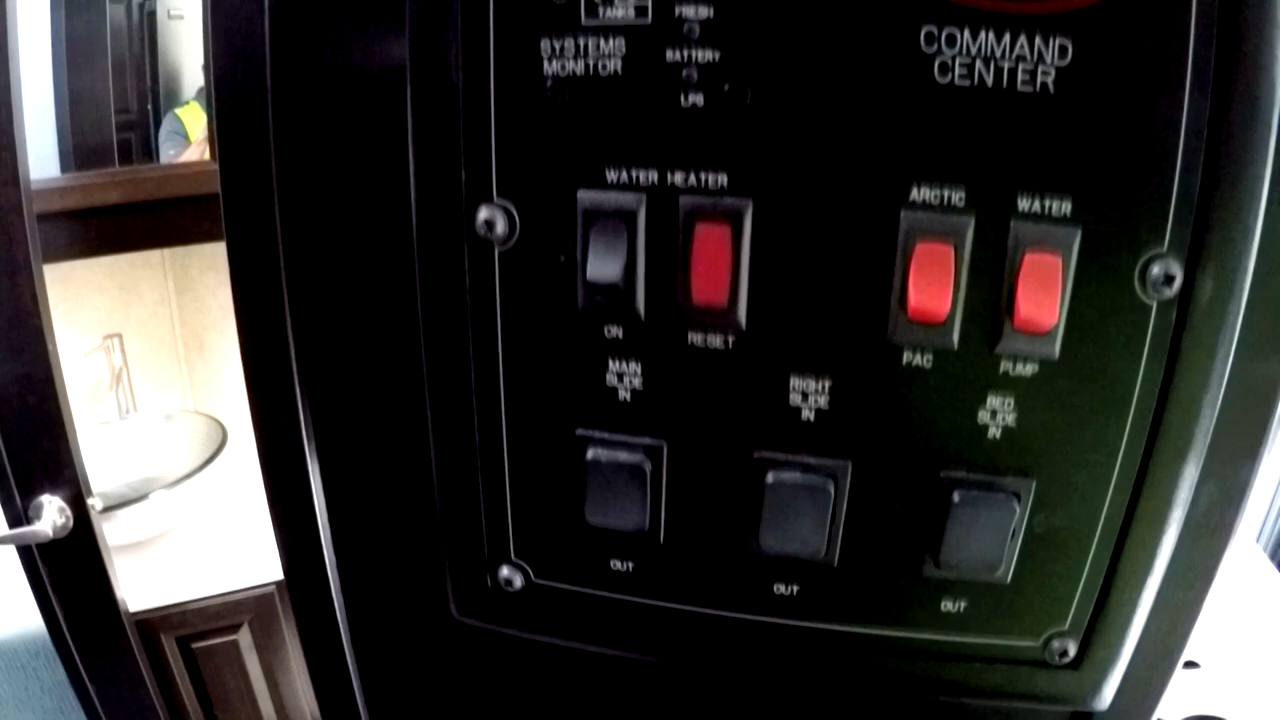 TANKS
FRESH
SYSTEMS
MONITOR
BATTERY
LPG
COMMAND
CENTER
WATER HEATER
ARCTIC
WATER
ON
RESET
PAC
PUMP
MAIN
SLIDE
IN
RIGHT
SLIDE
IN
BED
SLIDE
IN
OUT
OUT
OUT